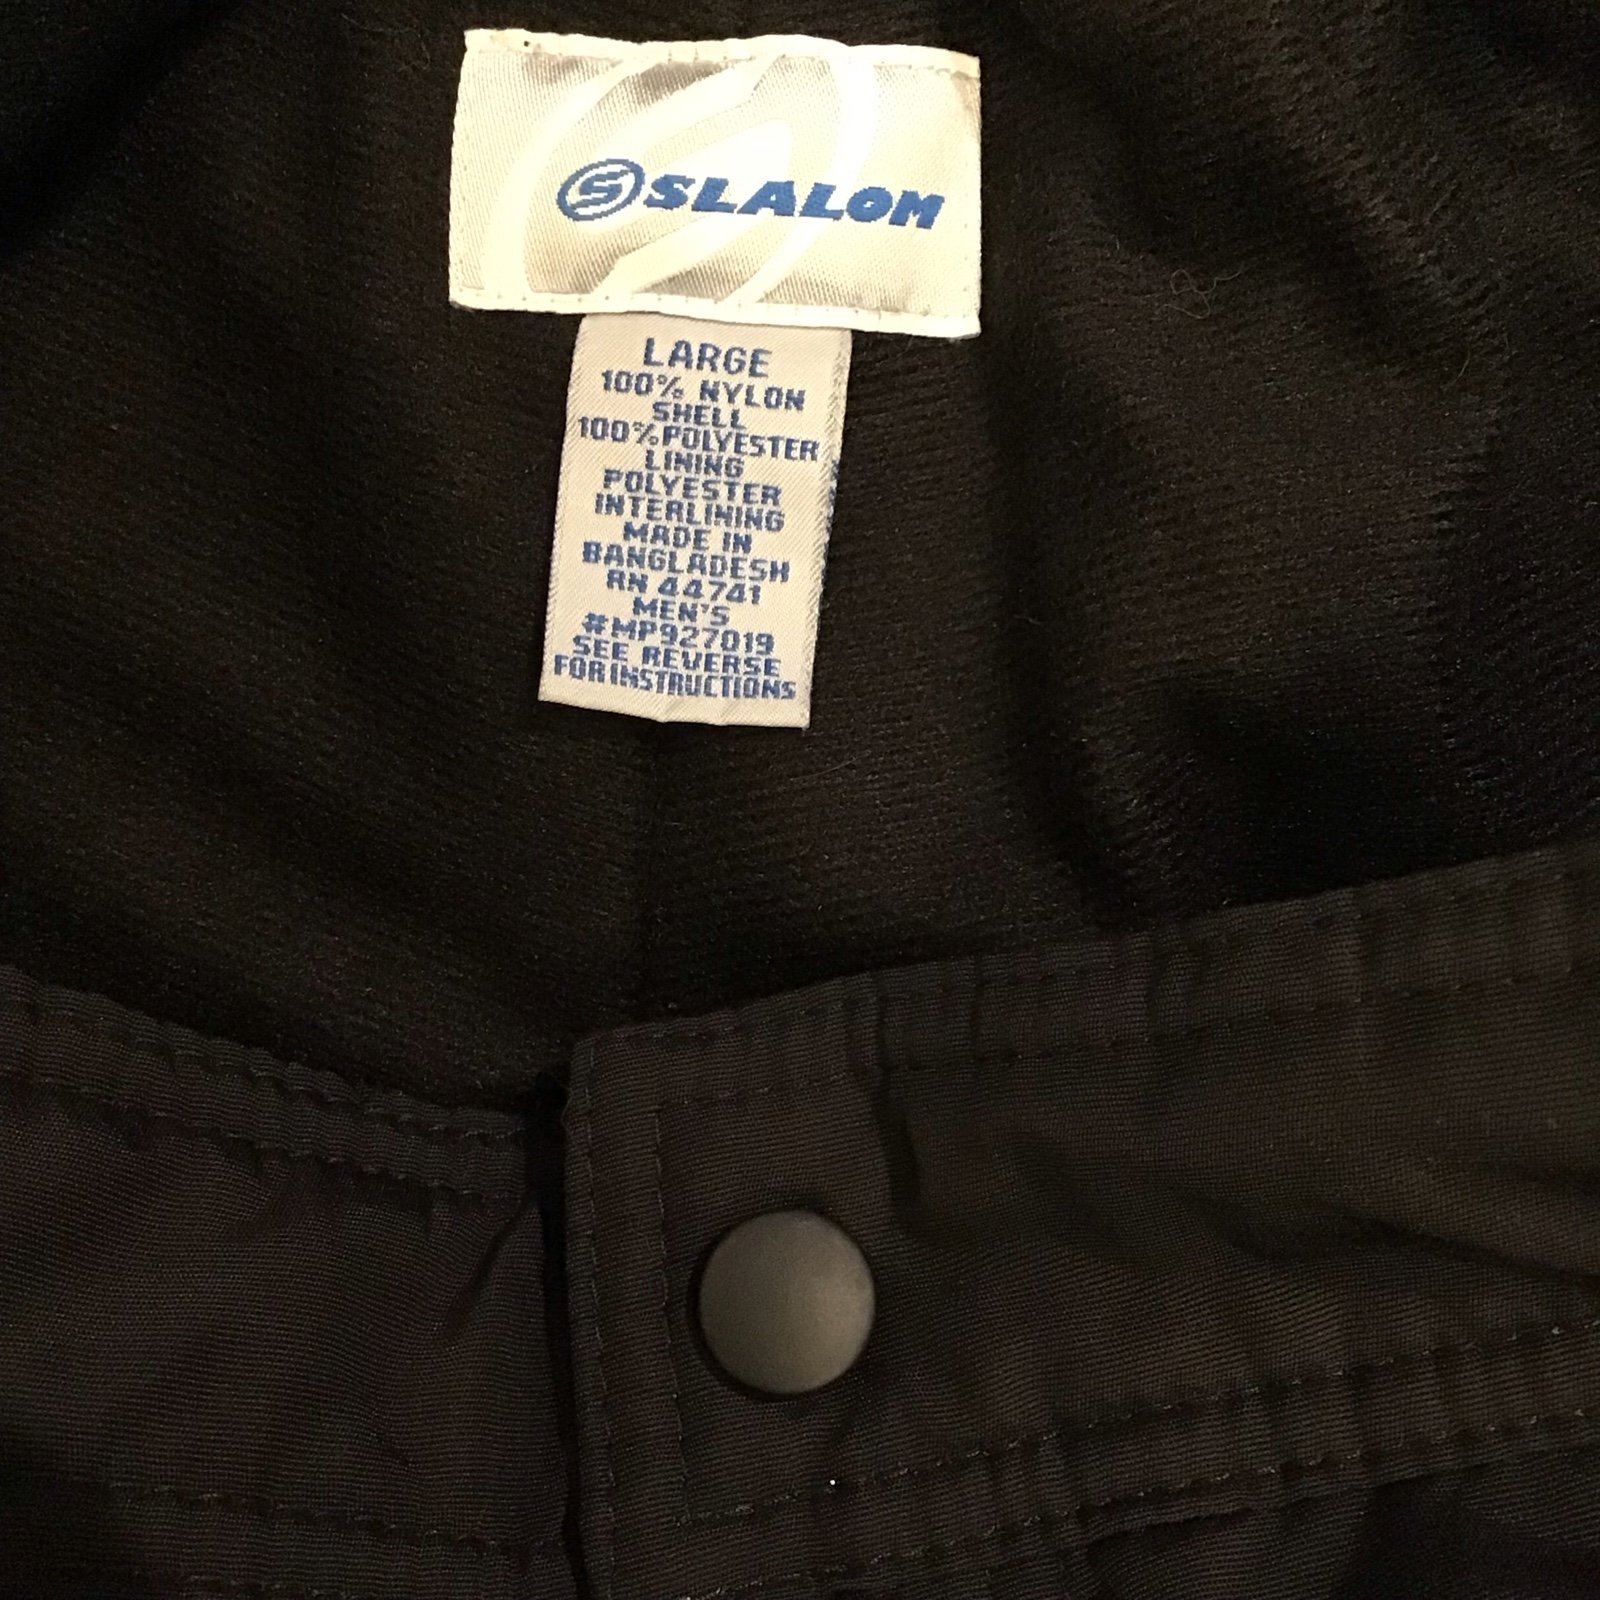 S SLALOM
LARGE
100% NYLON
SHELL
100% POLYESTER
LINING
POLYESTER
INTERLINING
MADE IN
BANGLADESH
RN 44741
MEN'S
#MP927019
SEE REVERSE
FOR INSTRUCTIONS